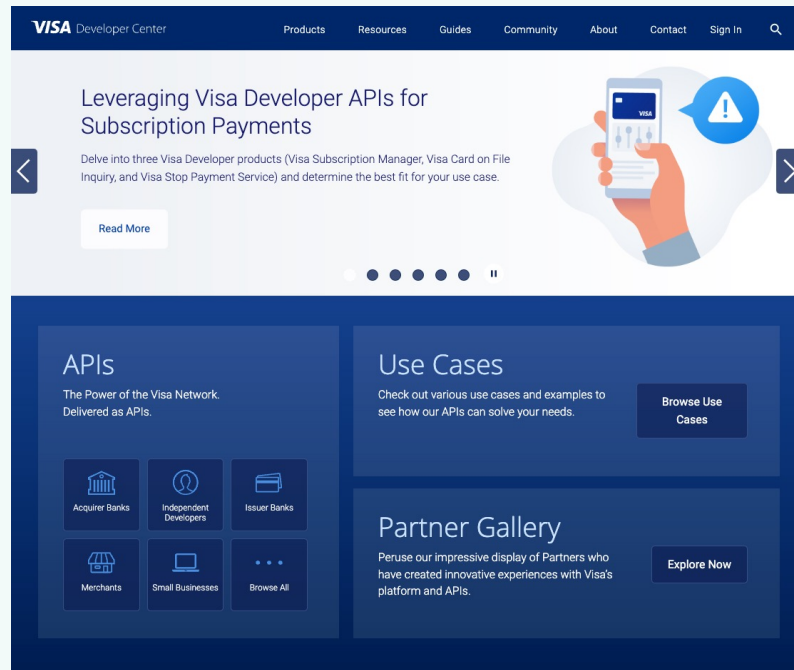 VISA Developer Center
Products Resources Guides Community About Contact Sign In
Leveraging Visa Developer APIs for
Subscription Payments
Delve into three Visa Developer products (Visa Subscription Manager, Visa Card on File
Inquiry, and Visa Stop Payment Service) and determine the best fit for your use case.
Read More
VISA
APIs
The Power of the Visa Network.
Delivered as APIs.
Acquirer Banks
Independent
Developers
Issuer Banks
Merchants
Small Businesses
Browse All
Use Cases
Check out various use cases and examples to
see how our APIs can solve your needs.
Browse Use
Cases
Partner Gallery
Peruse our impressive display of Partners who
have created innovative experiences with Visa's
platform and APIs.
Explore Now